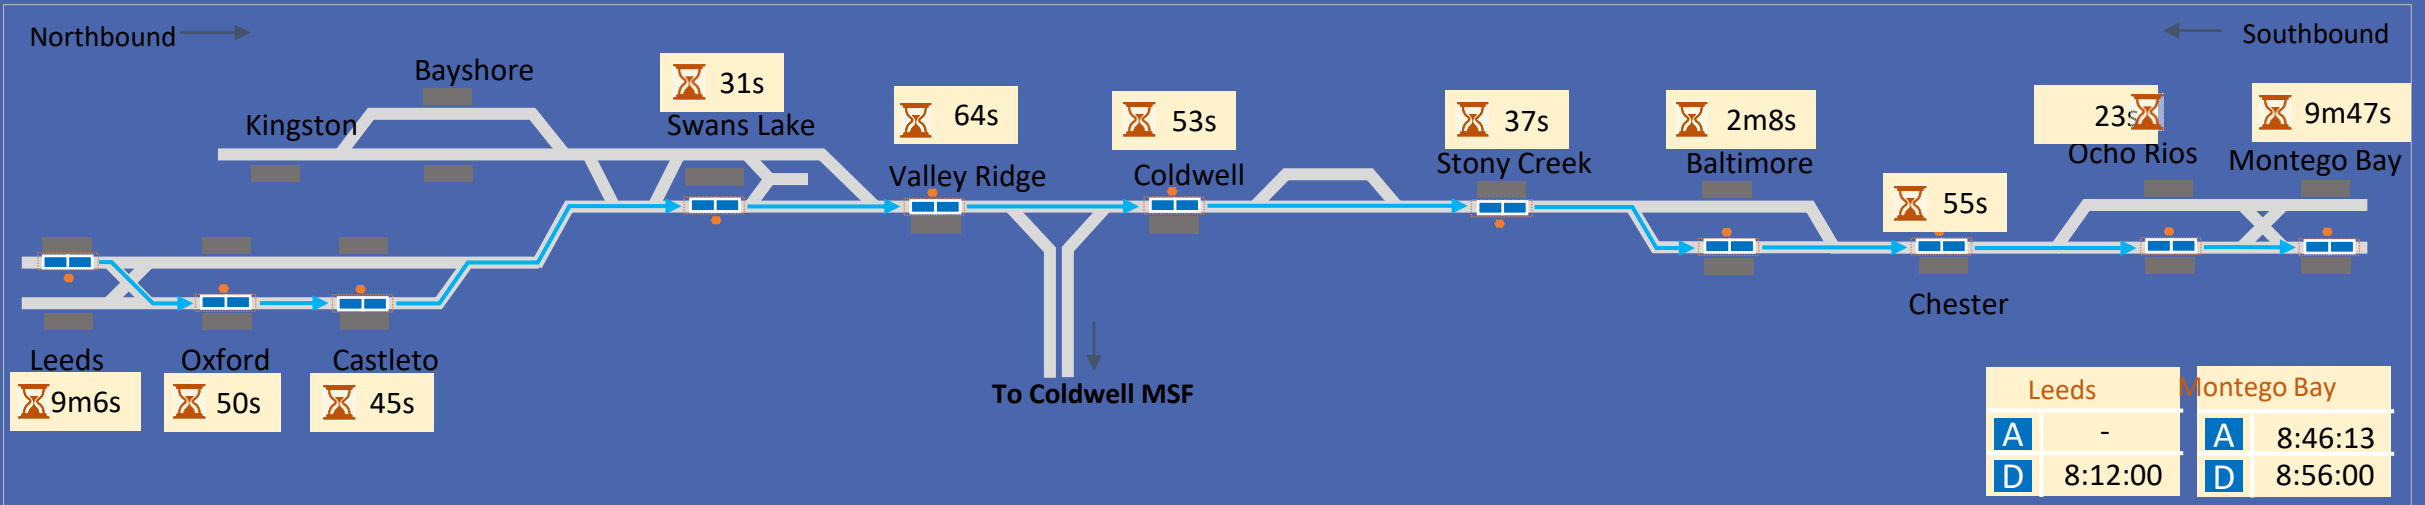 Northbound
Southbound
Bayshore
Kingston
31s
Swans Lake
64s
Valley Ridge
53s
Coldwell
37s
Stony Creek
2m8s
Baltimore
55s
Chester
23s
Ocho Rios
9m47s
Montego Bay
Leeds
9m6s
Oxford
50s
Castleto
45s
To Coldwell MSF
Leeds
A -
D 8:12:00
Montego Bay
A 8:46:13
D 8:56:00